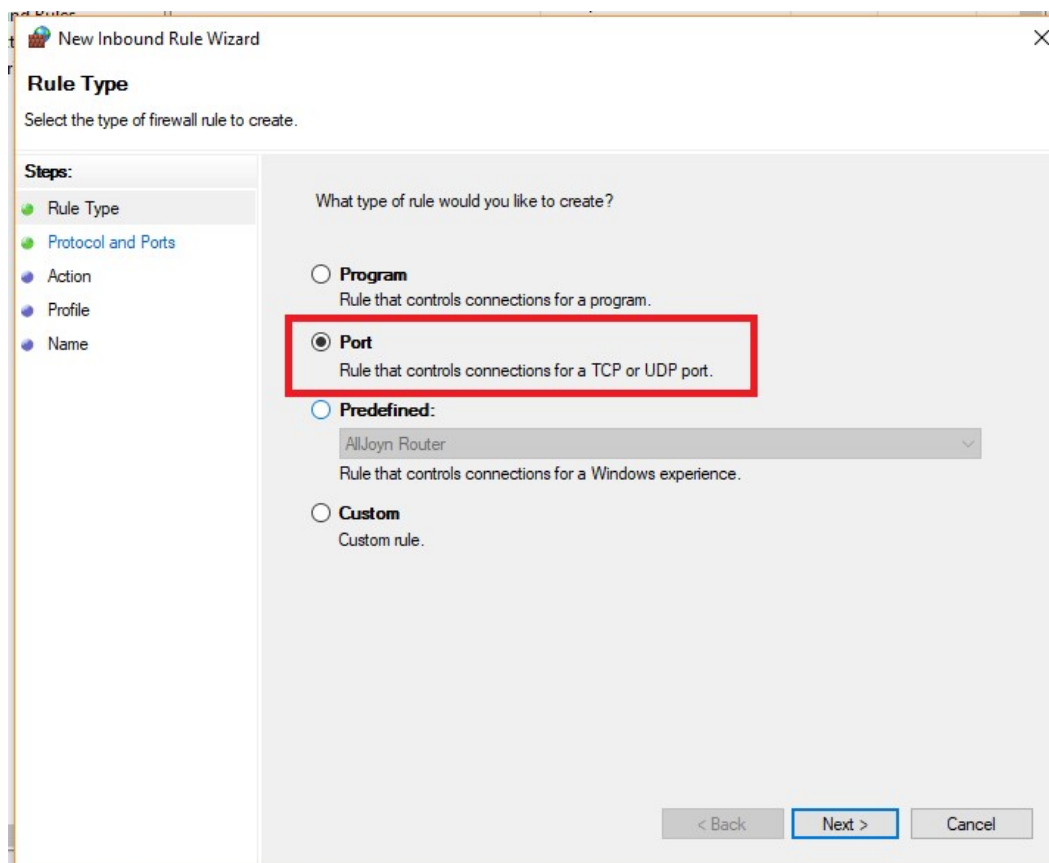 New Inbound Rule Wizard
Rule Type
Select the type of firewall rule to create.
Steps:
Rule Type
Protocol and Ports
Action
Profile
Name
What type of rule would you like to create?
Program
Rule that controls connections for a program.
Port
Rule that controls connections for a TCP or UDP port.
Predefined:
AllJoyn Router
Rule that controls connections for a Windows experience.
Custom
Custom rule.
< Back
Next >
Cancel